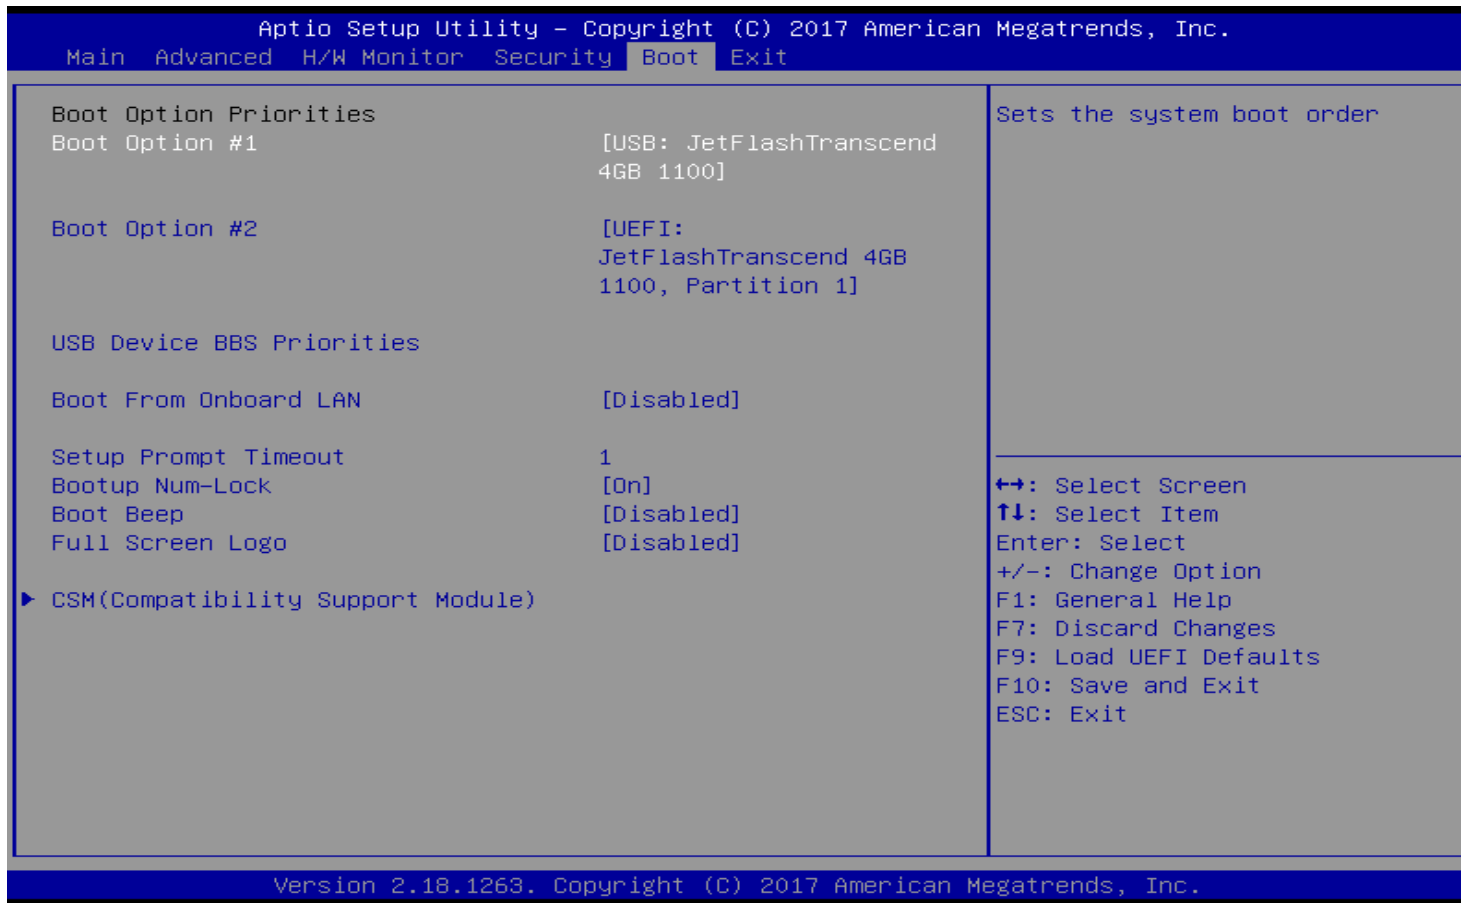 Aptio Setup Utility – Copyright (C) 2017 American Megatrends, Inc.
Main Advanced H/W Monitor Security Boot Exit
Boot Option Priorities
Boot Option #1 [USB: JetFlashTranscend
4GB 1100]
Boot Option #2 [UEFI:
JetFlashTranscend 4GB
1100, Partition 1]
USB Device BBS Priorities
Boot From Onboard LAN [Disabled]
Setup Prompt Timeout 1
Bootup Num-Lock [On]
Boot Beep [Disabled]
Full Screen Logo [Disabled]
CSM(Compatibility Support Module)
Sets the system boot order
↔: Select Screen
↑↓: Select Item
Enter: Select
+/-: Change Option
F1: General Help
F7: Discard Changes
F9: Load UEFI Defaults
F10: Save and Exit
ESC: Exit
Version 2.18.1263. Copyright (C) 2017 American Megatrends, Inc.